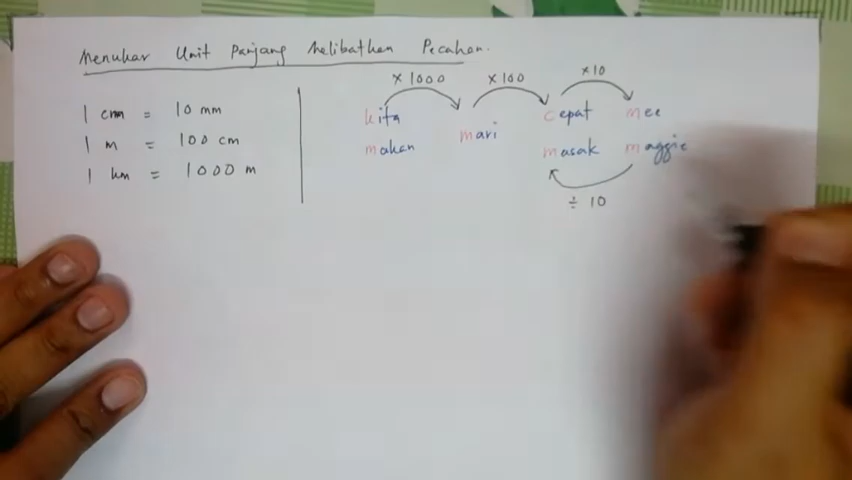 Menukar Unit Panjang Melibatkan Pecahan.
× 1000 × 100 × 10
1 cm = 10 mm
1 m = 100 cm
1 km = 1000 m
kita mari cepat mee
makan masak maggie
÷ 10